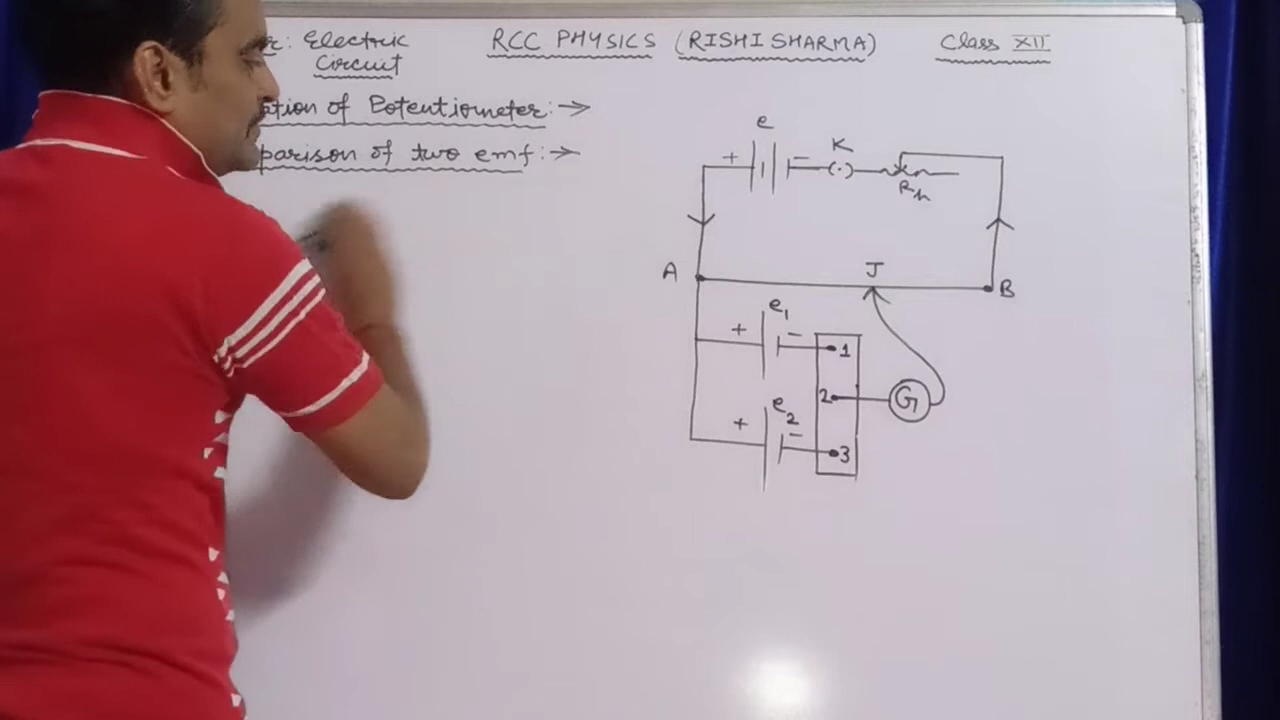 : Electric
Circuit
RCC PHYSICS (RISHI SHARMA)
Class XII
ation of Potentiometer:→
parison of two emf:→
e
+
−
K
Rh
A
J
B
e1
+
−
1
2
G
e2
+
−
3